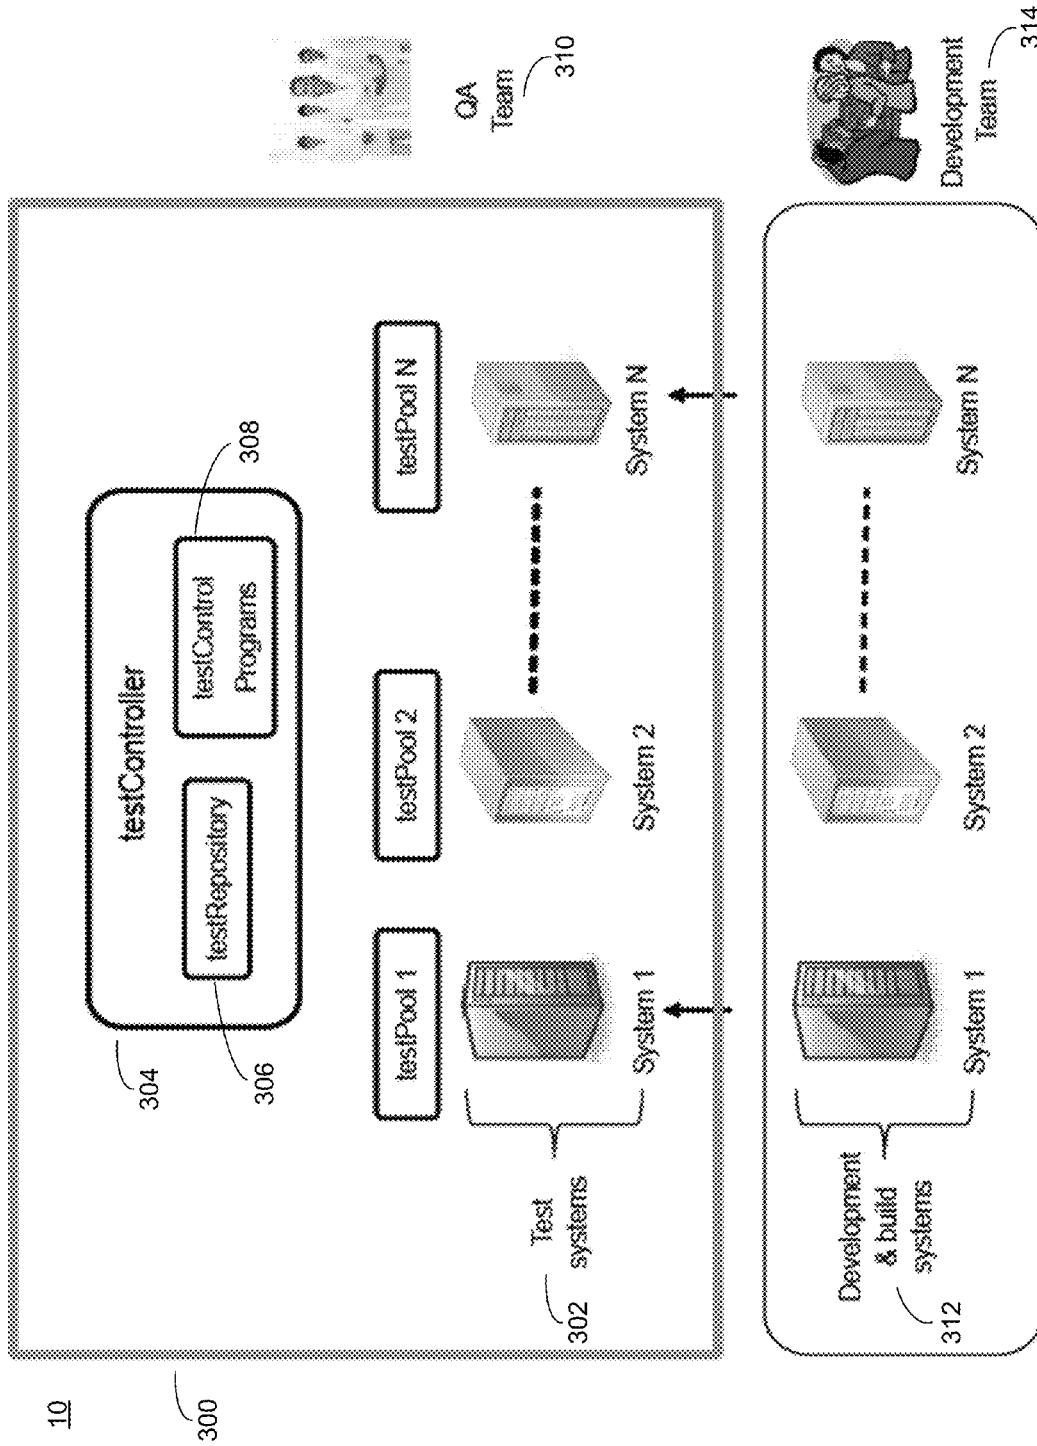 10
300
testController
304
testRepository
306
testControl
Programs
308
testPool 1
testPool 2
testPool N
Test
systems
302
System 1
System 2
System N
QA
Team
310
Development
& build
systems
312
System 1
System 2
System N
Development
Team
314